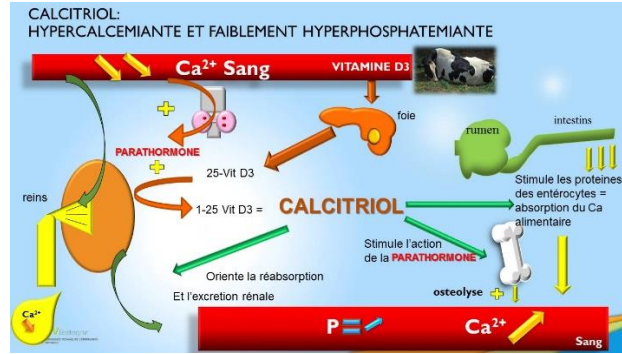 CALCITRIOL:
HYPERCALCEMIANTE ET FAIBLEMENT HYPERPHOSPHATEMIANTE
Ca²⁺ Sang
VITAMINE D3
foie
rumen
intestins
PARATHORMONE
25-Vit D3
reins
1-25 Vit D3 =
CALCITRIOL
Stimule les proteines
des entérocytes =
absorption du Ca
alimentaire
Stimule l'action
de la PARATHORMONE
Oriente la réabsorption
Et l'excretion rénale
osteolyse
Ca²⁺
P
Ca²⁺
Sang